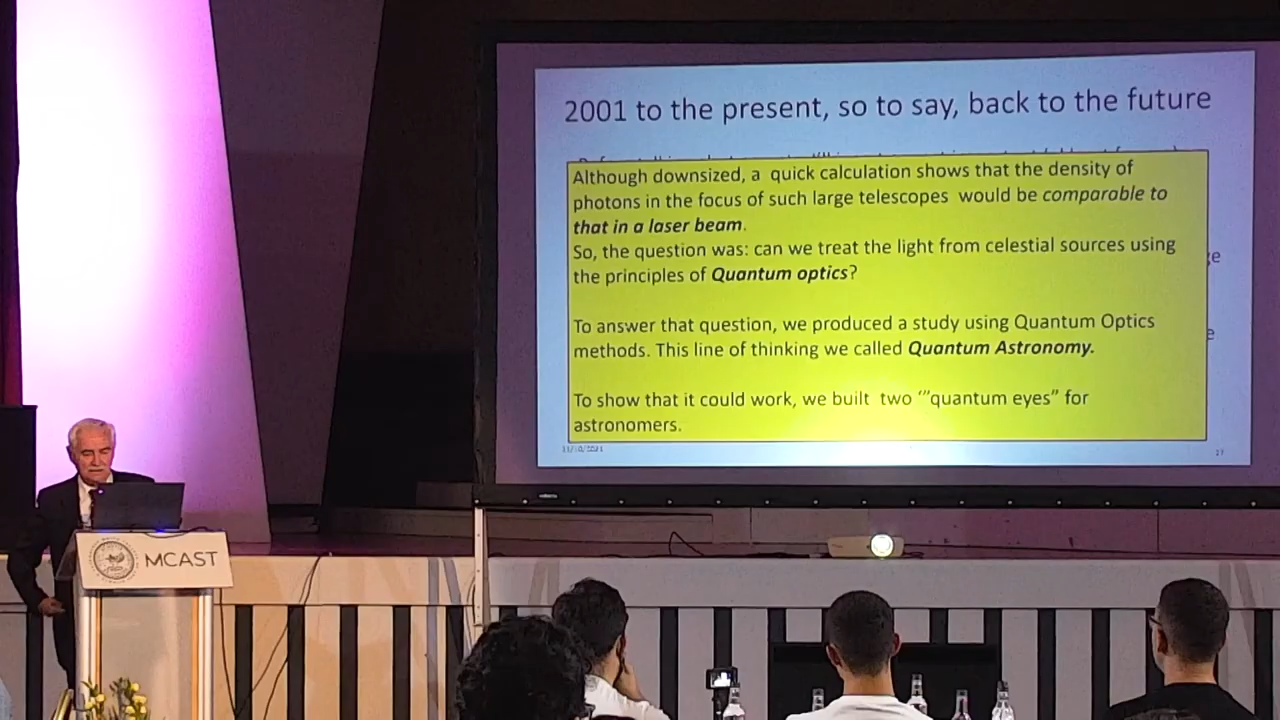 2001 to the present, so to say, back to the future
Although downsized, a quick calculation shows that the density of
photons in the focus of such large telescopes would be comparable to
that in a laser beam.
So, the question was: can we treat the light from celestial sources using
the principles of Quantum optics?
To answer that question, we produced a study using Quantum Optics
methods. This line of thinking we called Quantum Astronomy.
To show that it could work, we built two ′”quantum eyes” for
astronomers.
MCAST